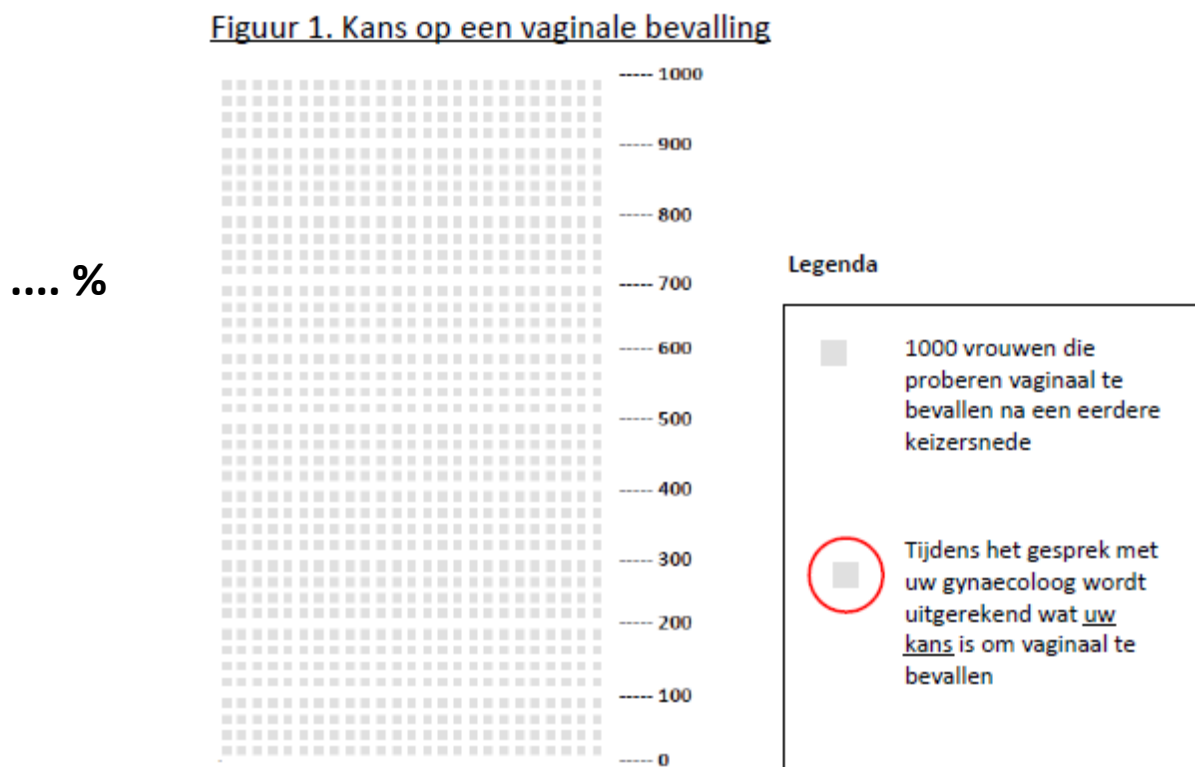 Figuur 1. Kans op een vaginale bevalling
----- 1000
----- 900
----- 800
----- 700
----- 600
----- 500
----- 400
----- 300
----- 200
----- 100
----- 0
.... %
Legenda
1000 vrouwen die
proberen vaginaal te
bevallen na een eerdere
keizersnede
Tijdens het gesprek met
uw gynaecoloog wordt
uitgerekend wat uw
kans is om vaginaal te
bevallen